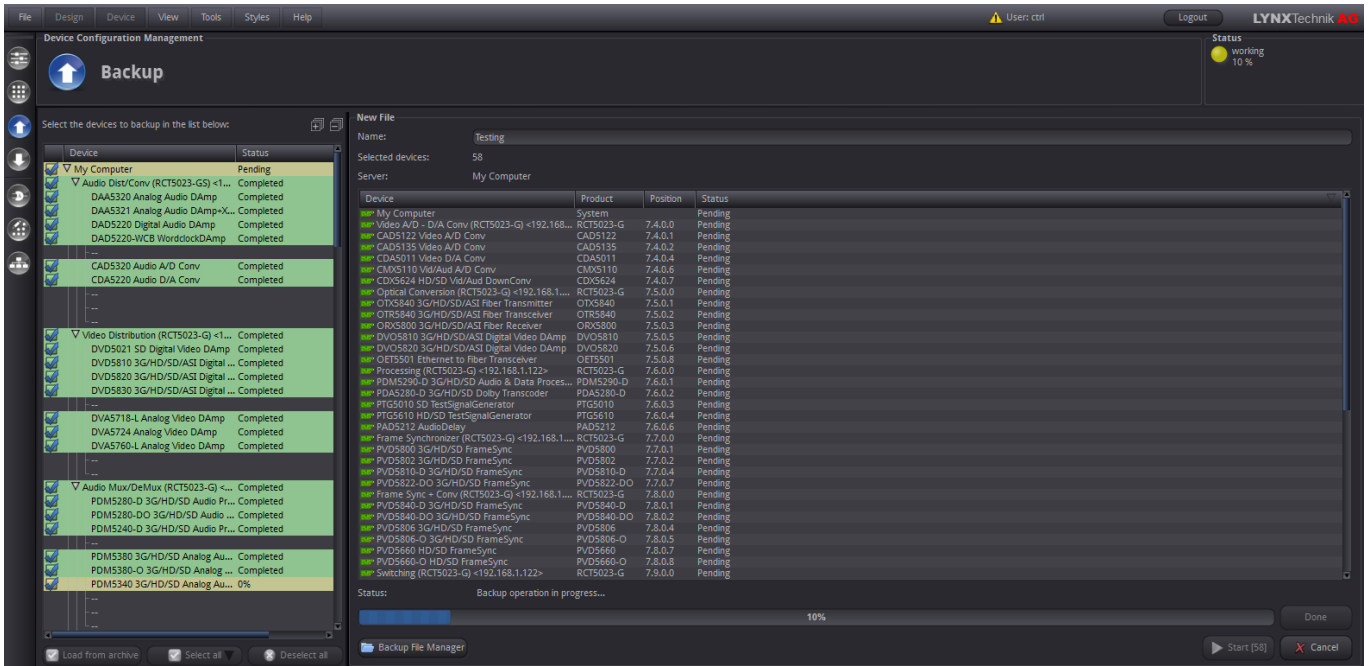 File Design Device View Tools Styles Help User: ctrl Logout LYNXTechnik AG
Device Configuration Management
Backup
Status
working
10 %
Select the devices to backup in the list below:
Device Status
My Computer Pending
Audio Dist/Conv (RCT5023-GS) <1... Completed
DAA5320 Analog Audio DAmp Completed
DAA5321 Analog Audio DAmp+X... Completed
DAD5220 Digital Audio DAmp Completed
DAD5220-WCB WorddockDAmp Completed
--
CAD5320 Audio A/D Conv Completed
CDA5220 Audio D/A Conv Completed
--
--
--
Video Distribution (RCT5023-G) <1... Completed
DVD5021 SD Digital Video DAmp Completed
DVD5810 3G/HD/SD/ASI Digital ... Completed
DVD5820 3G/HD/SD/ASI Digital ... Completed
DVD5830 3G/HD/SD/ASI Digital ... Completed
--
DVA5718-L Analog Video DAmp Completed
DVA5724 Analog Video DAmp Completed
DVA5760-L Analog Video DAmp Completed
--
--
Audio Mux/DeMux (RCT5023-G) <... Completed
PDM5280-D 3G/HD/SD Audio Pr... Completed
PDM5280-DO 3G/HD/SD Audio ... Completed
PDM5240-D 3G/HD/SD Audio Pr... Completed
--
PDM5380 3G/HD/SD Analog Au... Completed
PDM5380-O 3G/HD/SD Analog ... Completed
PDM5340 3G/HD/SD Analog Au... 0%
--
--
--
Load from archive Select all Deselect all
New File
Name: Testing
Selected devices: 58
Server: My Computer
Device Product Position Status
My Computer System Pending
Video A/D - D/A Conv (RCT5023-G) <192.168... RCT5023-G 7.4.0.0 Pending
CAD5122 Video A/D Conv CAD5122 7.4.0.1 Pending
CAD5135 Video A/D Conv CAD5135 7.4.0.2 Pending
CDA5011 Video D/A Conv CDA5011 7.4.0.4 Pending
CMX5110 Vid/Aud A/D Conv CMX5110 7.4.0.6 Pending
CDX5624 HD/SD Vid/Aud DownConv CDX5624 7.4.0.7 Pending
Optical Conversion (RCT5023-G) <192.168.1.... RCT5023-G 7.5.0.0 Pending
OTX5840 3G/HD/SD/ASI Fiber Transmitter OTX5840 7.5.0.1 Pending
OTR5840 3G/HD/SD/ASI Fiber Transceiver OTR5840 7.5.0.2 Pending
ORX5800 3G/HD/SD/ASI Fiber Receiver ORX5800 7.5.0.3 Pending
DVO5810 3G/HD/SD/ASI Digital Video DAmp DVO5810 7.5.0.5 Pending
DVO5820 3G/HD/SD/ASI Digital Video DAmp DVO5820 7.5.0.6 Pending
OET5501 Ethernet to Fiber Transceiver OET5501 7.5.0.8 Pending
Processing (RCT5023-G) <192.168.1.122> RCT5023-G 7.6.0.0 Pending
PDM5290-D 3G/HD/SD Audio & Data Proces... PDM5290-D 7.6.0.1 Pending
PDA5280-D 3G/HD/SD Dolby Transcoder PDA5280-D 7.6.0.2 Pending
PTG5010 SD TestSignalGenerator PTG5010 7.6.0.3 Pending
PTG5610 HD/SD TestSignalGenerator PTG5610 7.6.0.4 Pending
PAD5212 AudioDelay PAD5212 7.6.0.6 Pending
Frame Synchronizer (RCT5023-G) <192.168.1.... RCT5023-G 7.7.0.0 Pending
PVD5800 3G/HD/SD FrameSync PVD5800 7.7.0.1 Pending
PVD5802 3G/HD/SD FrameSync PVD5802 7.7.0.2 Pending
PVD5810-D 3G/HD/SD FrameSync PVD5810-D 7.7.0.4 Pending
PVD5822-DO 3G/HD/SD FrameSync PVD5822-DO 7.7.0.7 Pending
Frame Sync + Conv (RCT5023-G) <192.168.1.... RCT5023-G 7.8.0.0 Pending
PVD5840-D 3G/HD/SD FrameSync PVD5840-D 7.8.0.1 Pending
PVD5840-DO 3G/HD/SD FrameSync PVD5840-DO 7.8.0.2 Pending
PVD5806 3G/HD/SD FrameSync PVD5806 7.8.0.4 Pending
PVD5806-O 3G/HD/SD FrameSync PVD5806-O 7.8.0.5 Pending
PVD5660 HD/SD FrameSync PVD5660 7.8.0.7 Pending
PVD5660-O HD/SD FrameSync PVD5660-O 7.8.0.8 Pending
Switching (RCT5023-G) <192.168.1.122> RCT5023-G 7.9.0.0 Pending
Status: Backup operation in progress...
10% Done
Backup File Manager Start [58] Cancel